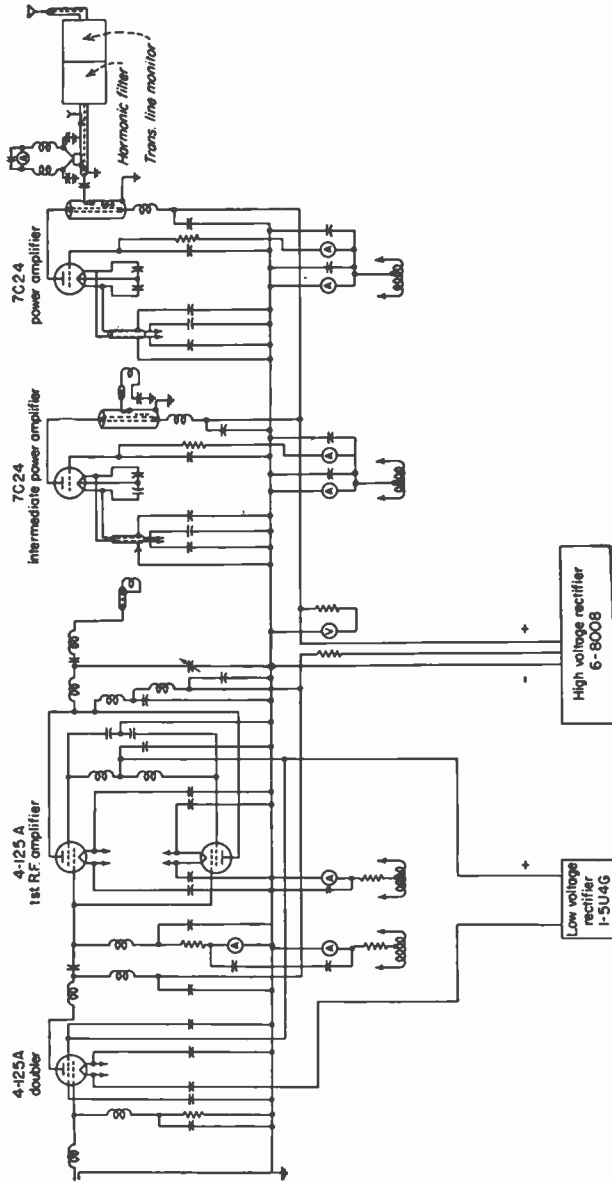 4-125A
doubler
4-125 A
1st R.F. amplifier
7C24
intermediate power amplifier
7C24
power amplifier
Harmonic filter
Trans. line monitor
A
A
A
A
A
A
A
A
V
+
-
+
Low voltage
rectifier
1-5U4G
High voltage rectifier
6-8008